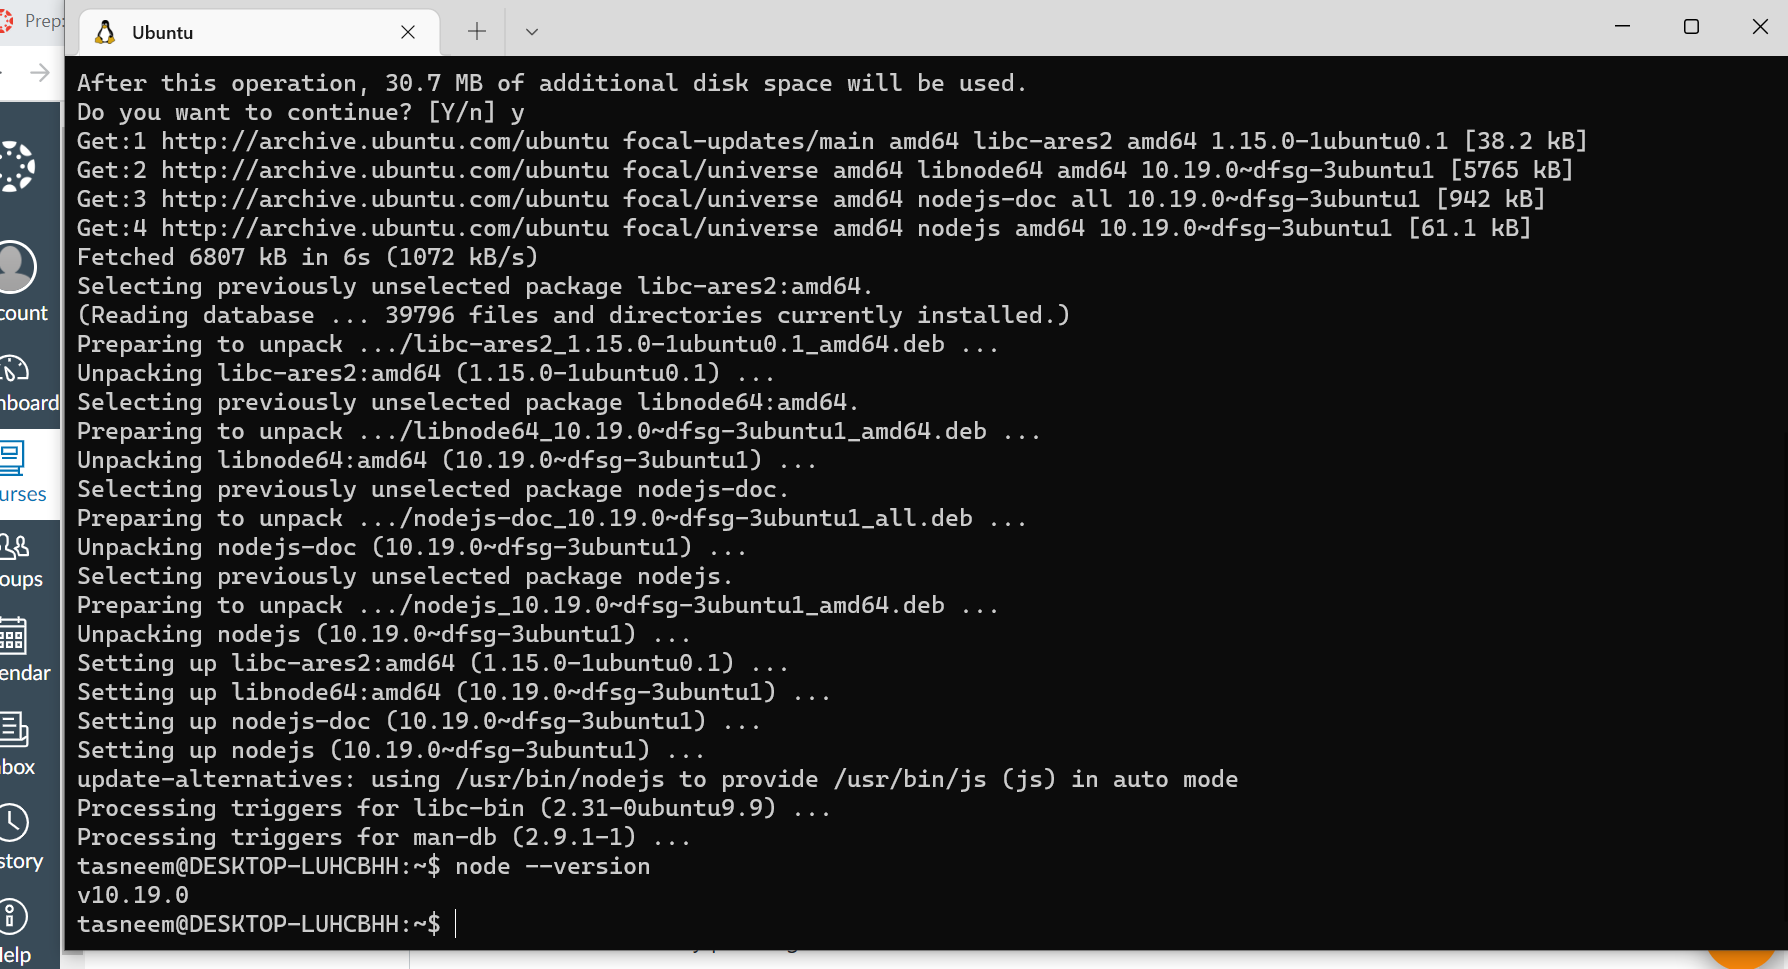 Prep:
Ubuntu
count
nboard
urses
oups
endar
box
story
lelp
After this operation, 30.7 MB of additional disk space will be used.
Do you want to continue? [Y/n] y
Get:1 http://archive.ubuntu.com/ubuntu focal-updates/main amd64 libc-ares2 amd64 1.15.0-1ubuntu0.1 [38.2 kB]
Get:2 http://archive.ubuntu.com/ubuntu focal/universe amd64 libnode64 amd64 10.19.0~dfsg-3ubuntu1 [5765 kB]
Get:3 http://archive.ubuntu.com/ubuntu focal/universe amd64 nodejs-doc all 10.19.0~dfsg-3ubuntu1 [942 kB]
Get:4 http://archive.ubuntu.com/ubuntu focal/universe amd64 nodejs amd64 10.19.0~dfsg-3ubuntu1 [61.1 kB]
Fetched 6807 kB in 6s (1072 kB/s)
Selecting previously unselected package libc-ares2:amd64.
(Reading database ... 39796 files and directories currently installed.)
Preparing to unpack .../libc-ares2_1.15.0-1ubuntu0.1_amd64.deb ...
Unpacking libc-ares2:amd64 (1.15.0-1ubuntu0.1) ...
Selecting previously unselected package libnode64:amd64.
Preparing to unpack .../libnode64_10.19.0~dfsg-3ubuntu1_amd64.deb ...
Unpacking libnode64:amd64 (10.19.0~dfsg-3ubuntu1) ...
Selecting previously unselected package nodejs-doc.
Preparing to unpack .../nodejs-doc_10.19.0~dfsg-3ubuntu1_all.deb ...
Unpacking nodejs-doc (10.19.0~dfsg-3ubuntu1) ...
Selecting previously unselected package nodejs.
Preparing to unpack .../nodejs_10.19.0~dfsg-3ubuntu1_amd64.deb ...
Unpacking nodejs (10.19.0~dfsg-3ubuntu1) ...
Setting up libc-ares2:amd64 (1.15.0-1ubuntu0.1) ...
Setting up libnode64:amd64 (10.19.0~dfsg-3ubuntu1) ...
Setting up nodejs-doc (10.19.0~dfsg-3ubuntu1) ...
Setting up nodejs (10.19.0~dfsg-3ubuntu1) ...
update-alternatives: using /usr/bin/nodejs to provide /usr/bin/js (js) in auto mode
Processing triggers for libc-bin (2.31-0ubuntu9.9) ...
Processing triggers for man-db (2.9.1-1) ...
tasneem@DESKTOP-LUHCBHH:~$ node --version
v10.19.0
tasneem@DESKTOP-LUHCBHH:~$